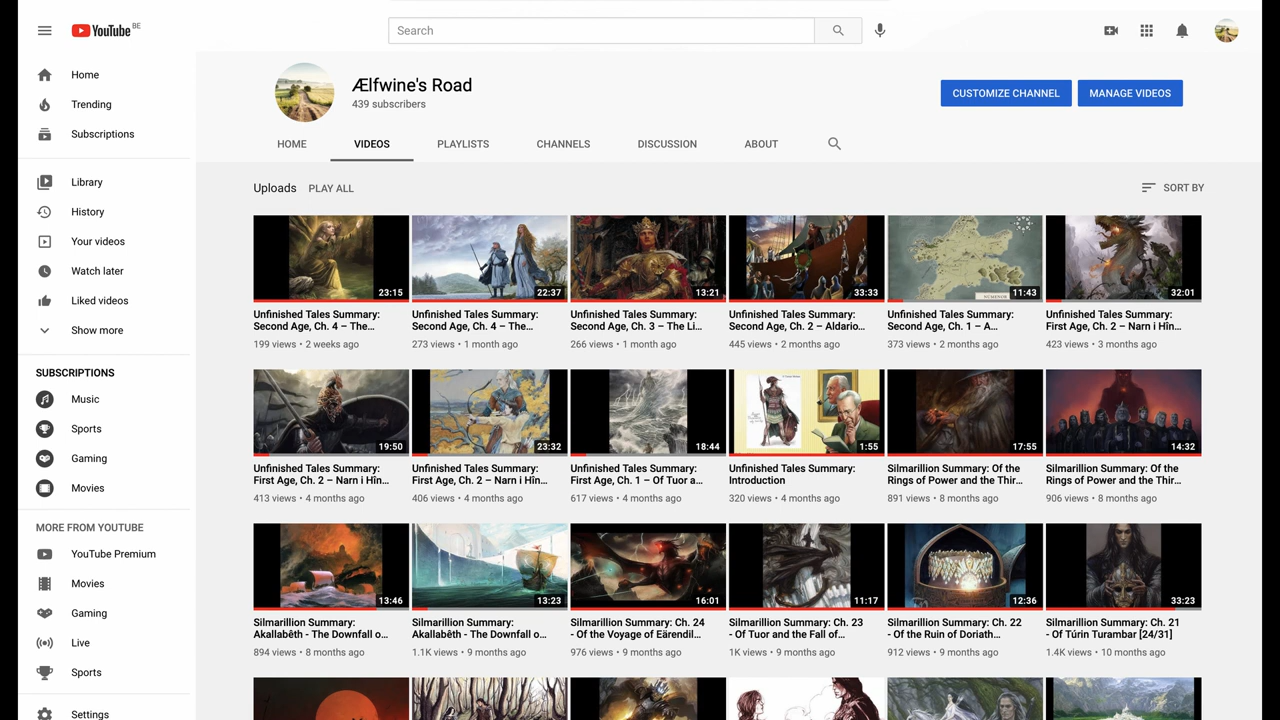 YouTube BE
Search
Home
Trending
Subscriptions
Library
History
Your videos
Watch later
Liked videos
Show more
SUBSCRIPTIONS
Music
Sports
Gaming
Movies
MORE FROM YOUTUBE
YouTube Premium
Movies
Gaming
Live
Sports
Settings
Ælfwine's Road
439 subscribers
CUSTOMIZE CHANNEL
MANAGE VIDEOS
HOME
VIDEOS
PLAYLISTS
CHANNELS
DISCUSSION
ABOUT
Uploads
PLAY ALL
SORT BY
23:15
Unfinished Tales Summary:
Second Age, Ch. 4 – The...
199 views • 2 weeks ago
22:37
Unfinished Tales Summary:
Second Age, Ch. 4 – The...
273 views • 1 month ago
13:21
Unfinished Tales Summary:
Second Age, Ch. 3 – The Li...
266 views • 1 month ago
33:33
Unfinished Tales Summary:
Second Age, Ch. 2 – Aldario...
445 views • 2 months ago
NUMENOR
11:43
Unfinished Tales Summary:
Second Age, Ch. 1 – A...
373 views • 2 months ago
32:01
Unfinished Tales Summary:
First Age, Ch. 2 – Narn i Hîn...
423 views • 3 months ago
19:50
Unfinished Tales Summary:
First Age, Ch. 2 – Narn i Hîn...
413 views • 4 months ago
23:32
Unfinished Tales Summary:
First Age, Ch. 2 – Narn i Hîn...
406 views • 4 months ago
18:44
Unfinished Tales Summary:
First Age, Ch. 1 – Of Tuor a...
617 views • 4 months ago
1:55
Unfinished Tales Summary:
Introduction
320 views • 4 months ago
17:55
Silmarillion Summary: Of the
Rings of Power and the Thir...
891 views • 8 months ago
14:32
Silmarillion Summary: Of the
Rings of Power and the Thir...
906 views • 8 months ago
13:46
Silmarillion Summary:
Akallabêth - The Downfall o...
894 views • 8 months ago
13:23
Silmarillion Summary:
Akallabêth - The Downfall o...
1.1K views • 9 months ago
16:01
Silmarillion Summary: Ch. 24
- Of the Voyage of Eärendil...
976 views • 9 months ago
11:17
Silmarillion Summary: Ch. 23
- Of Tuor and the Fall of...
1K views • 9 months ago
12:36
Silmarillion Summary: Ch. 22
- Of the Ruin of Doriath...
912 views • 9 months ago
33:23
Silmarillion Summary: Ch. 21
- Of Túrin Turambar [24/31]
1.4K views • 10 months ago